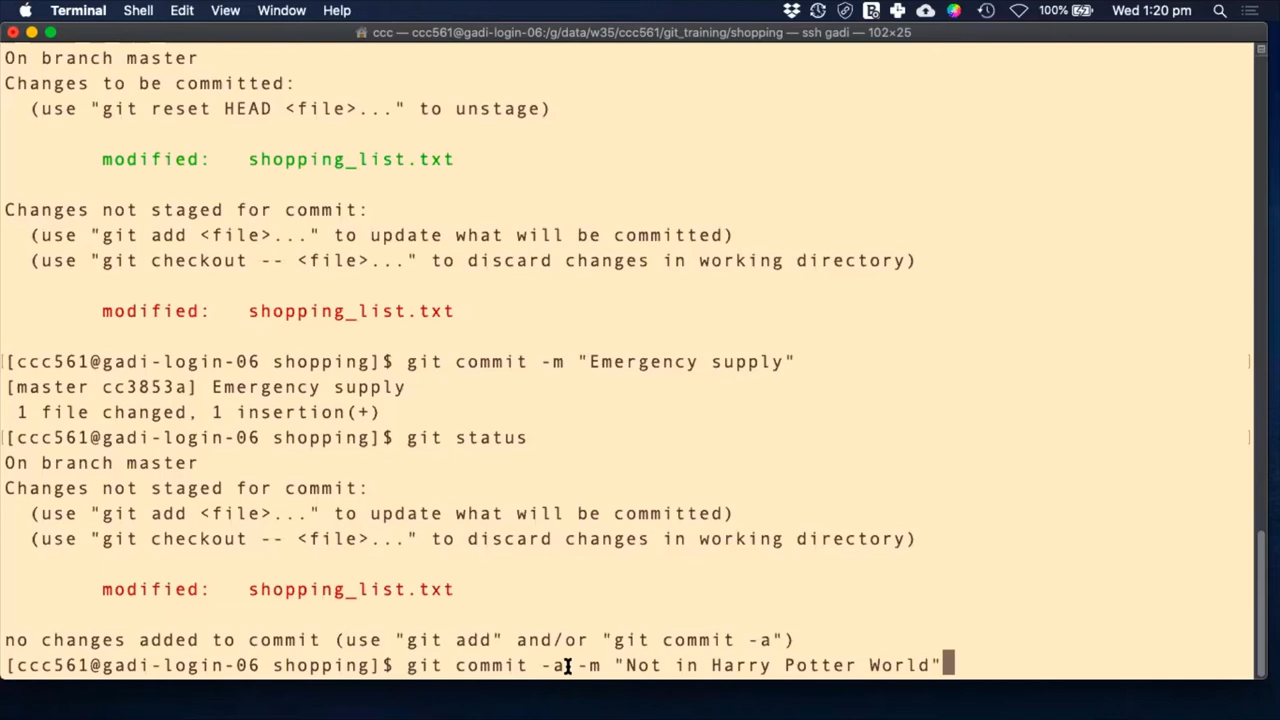 Terminal Shell Edit View Window Help 100% Wed 1:20 pm
ccc — ccc561@gadi-login-06:/g/data/w35/ccc561/git_training/shopping — ssh gadi — 102×25
On branch master
Changes to be committed:
(use "git reset HEAD <file>..." to unstage)
modified: shopping_list.txt
Changes not staged for commit:
(use "git add <file>..." to update what will be committed)
(use "git checkout -- <file>..." to discard changes in working directory)
modified: shopping_list.txt
[ccc561@gadi-login-06 shopping]$ git commit -m "Emergency supply"
[master cc3853a] Emergency supply
1 file changed, 1 insertion(+)
[ccc561@gadi-login-06 shopping]$ git status
On branch master
Changes not staged for commit:
(use "git add <file>..." to update what will be committed)
(use "git checkout -- <file>..." to discard changes in working directory)
modified: shopping_list.txt
no changes added to commit (use "git add" and/or "git commit -a")
[ccc561@gadi-login-06 shopping]$ git commit -a -m "Not in Harry Potter World"